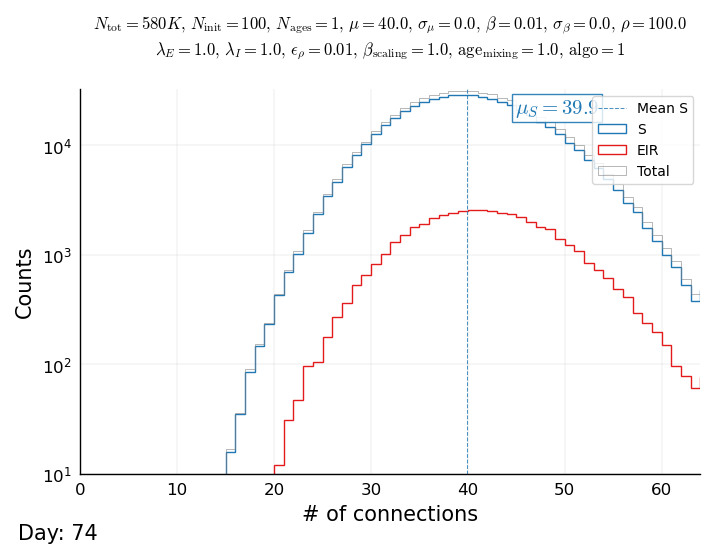 N_tot = 580K, N_init = 100, N_ages = 1, μ = 40.0, σ_μ = 0.0, β = 0.01, σ_β = 0.0, ρ = 100.0
λ_E = 1.0, λ_I = 1.0, ϵ_ρ = 0.01, β_scaling = 1.0, age_mixing = 1.0, algo = 1
μ_S = 39.9
Mean S
S
EIR
Total
10^4
10^3
10^2
10^1
Counts
0 10 20 30 40 50 60
# of connections
Day: 74